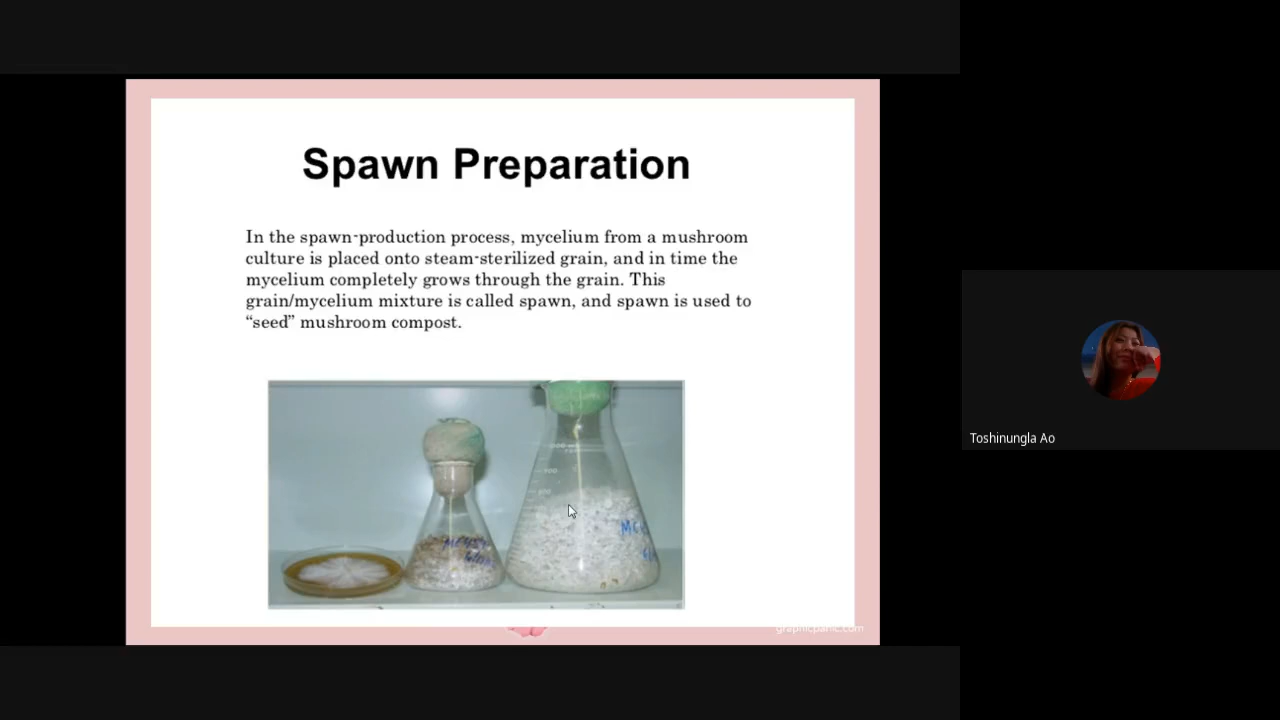 Spawn Preparation
In the spawn-production process, mycelium from a mushroom
culture is placed onto steam-sterilized grain, and in time the
mycelium completely grows through the grain. This
grain/mycelium mixture is called spawn, and spawn is used to
“seed” mushroom compost.
Toshinungla Ao
graphicpanic.com